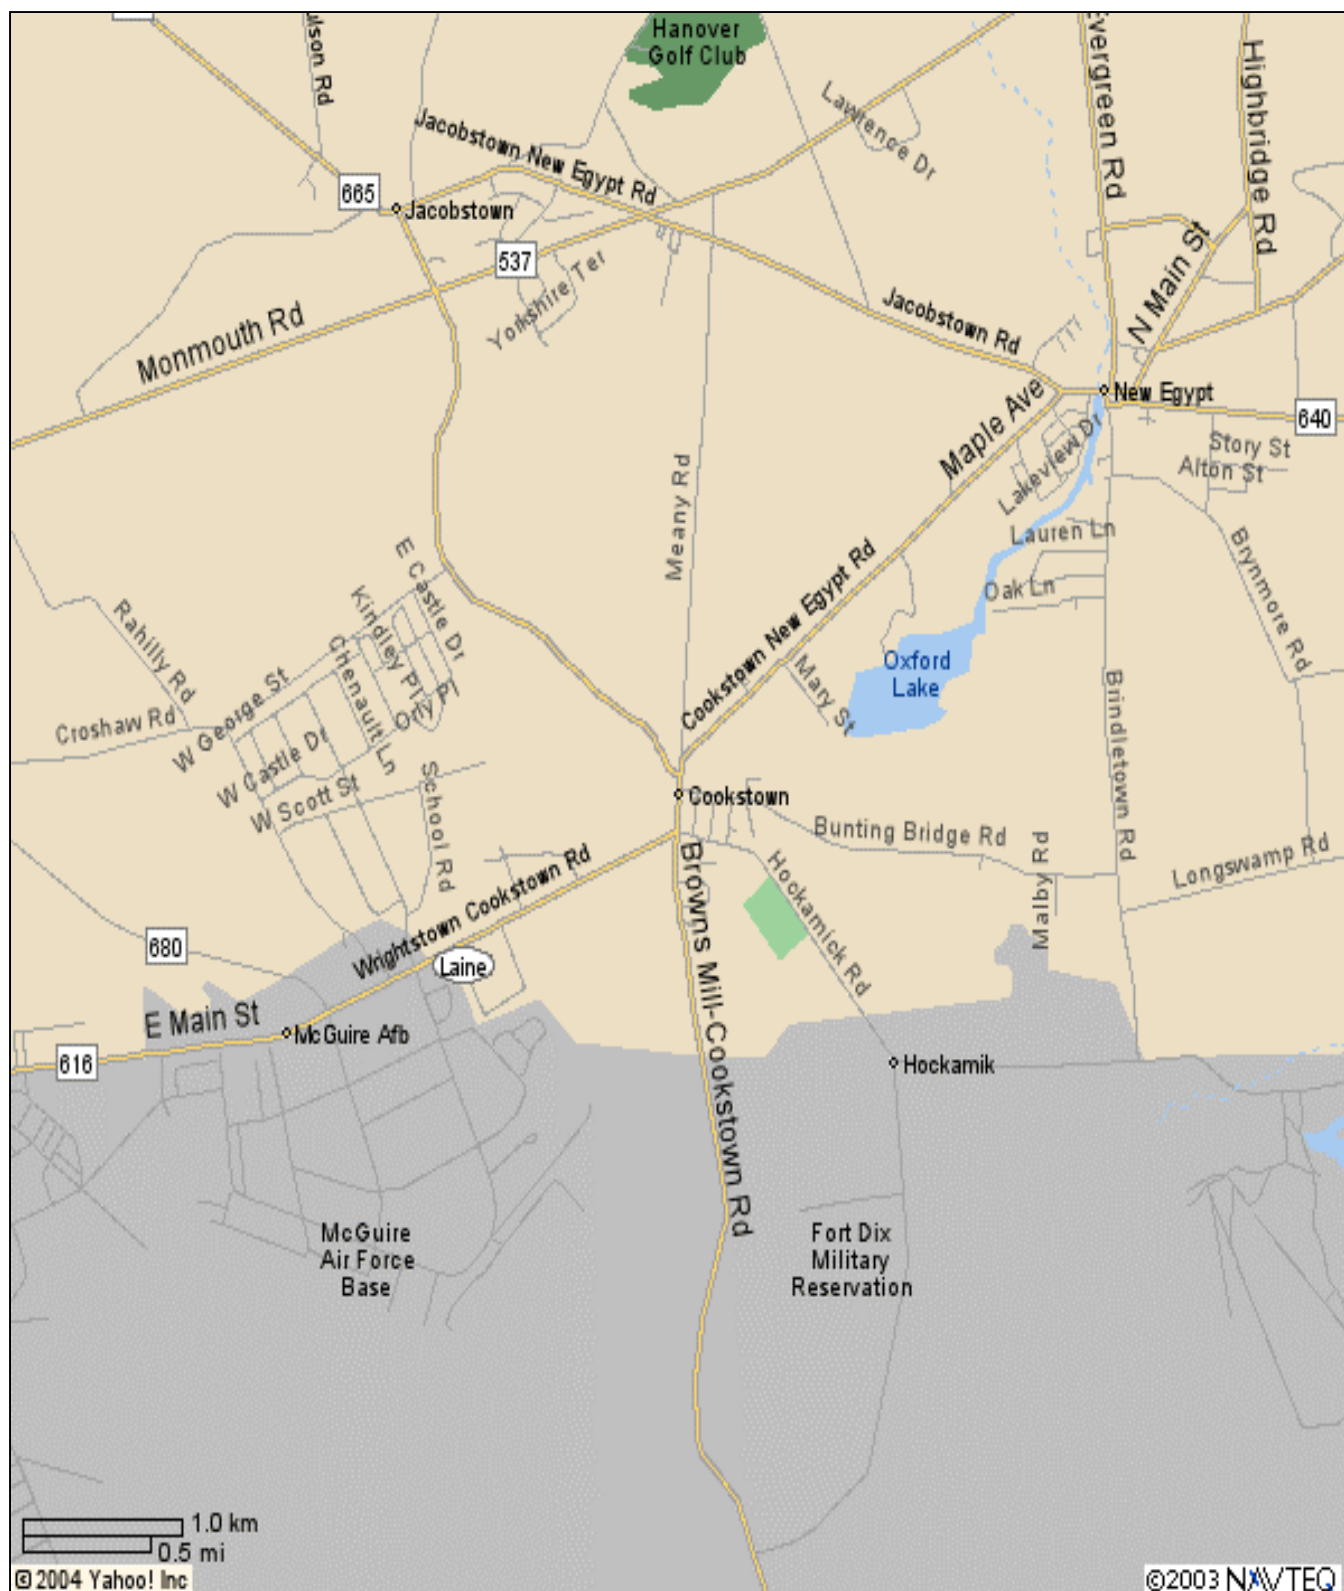 Hanover
Golf Club
Evergreen Rd
Highbridge Rd
Lawrence Dr
Jacobstown New Egypt Rd
665
Jacobstown
537
Yorkshire Ter
N Main St
Monmouth Rd
Jacobstown Rd
New Egypt
Maple Ave
640
Story St
Alton St
Lakeview Dr
Meany Rd
Lauren Ln
Brynmore Rd
Cookstown New Egypt Rd
E Castle Dr
Kindley Pl
Oak Ln
Rahilly Rd
Chenault Ln
Oxford
Lake
Mary St
Orly Pl
W George St
Croshaw Rd
Brindletown Rd
W Castle Dr
W Scott St
School Rd
Cookstown
Bunting Bridge Rd
Malby Rd
Longswamp Rd
Hockamick Rd
Wrightstown Cookstown Rd
Browns Mill-Cookstown Rd
680
Laine
E Main St
McGuire Afb
616
Hockamik
McGuire
Air Force
Base
Fort Dix
Military
Reservation
1.0 km
0.5 mi
© 2004 Yahoo! Inc
©2003 NAVTEQ